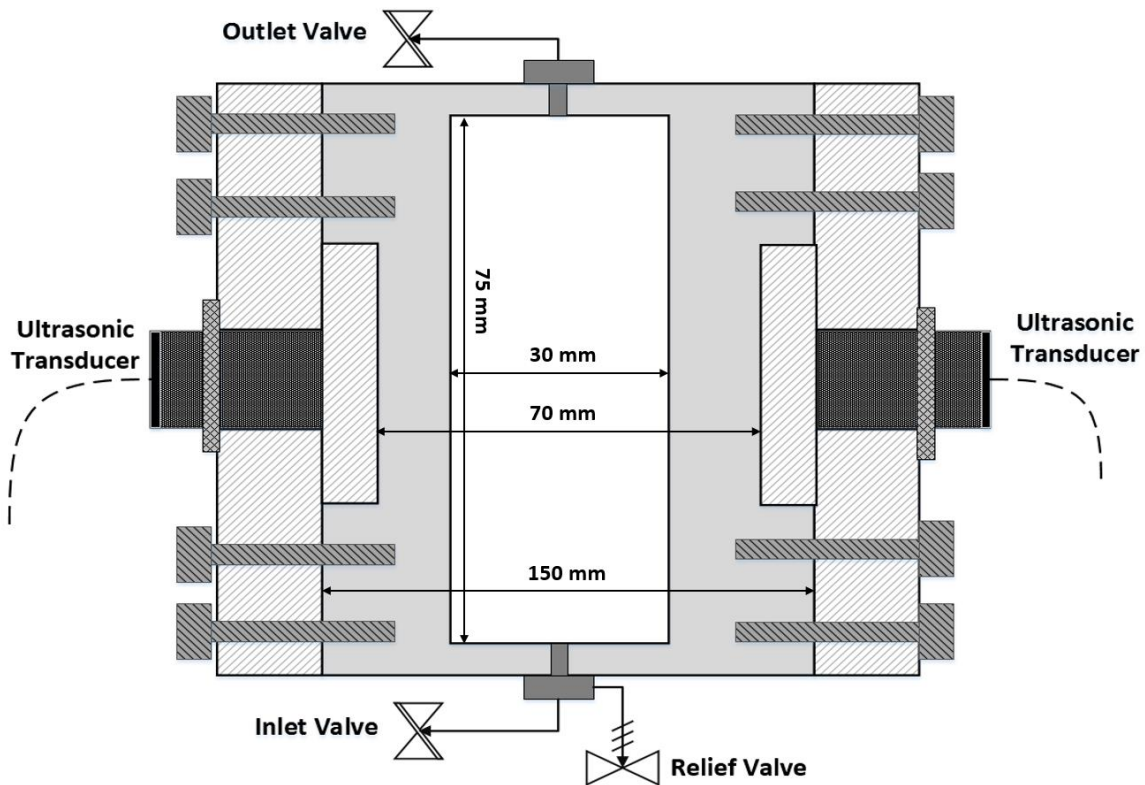 Outlet Valve
75 mm
Ultrasonic
Transducer
30 mm
Ultrasonic
Transducer
70 mm
150 mm
Inlet Valve
Relief Valve